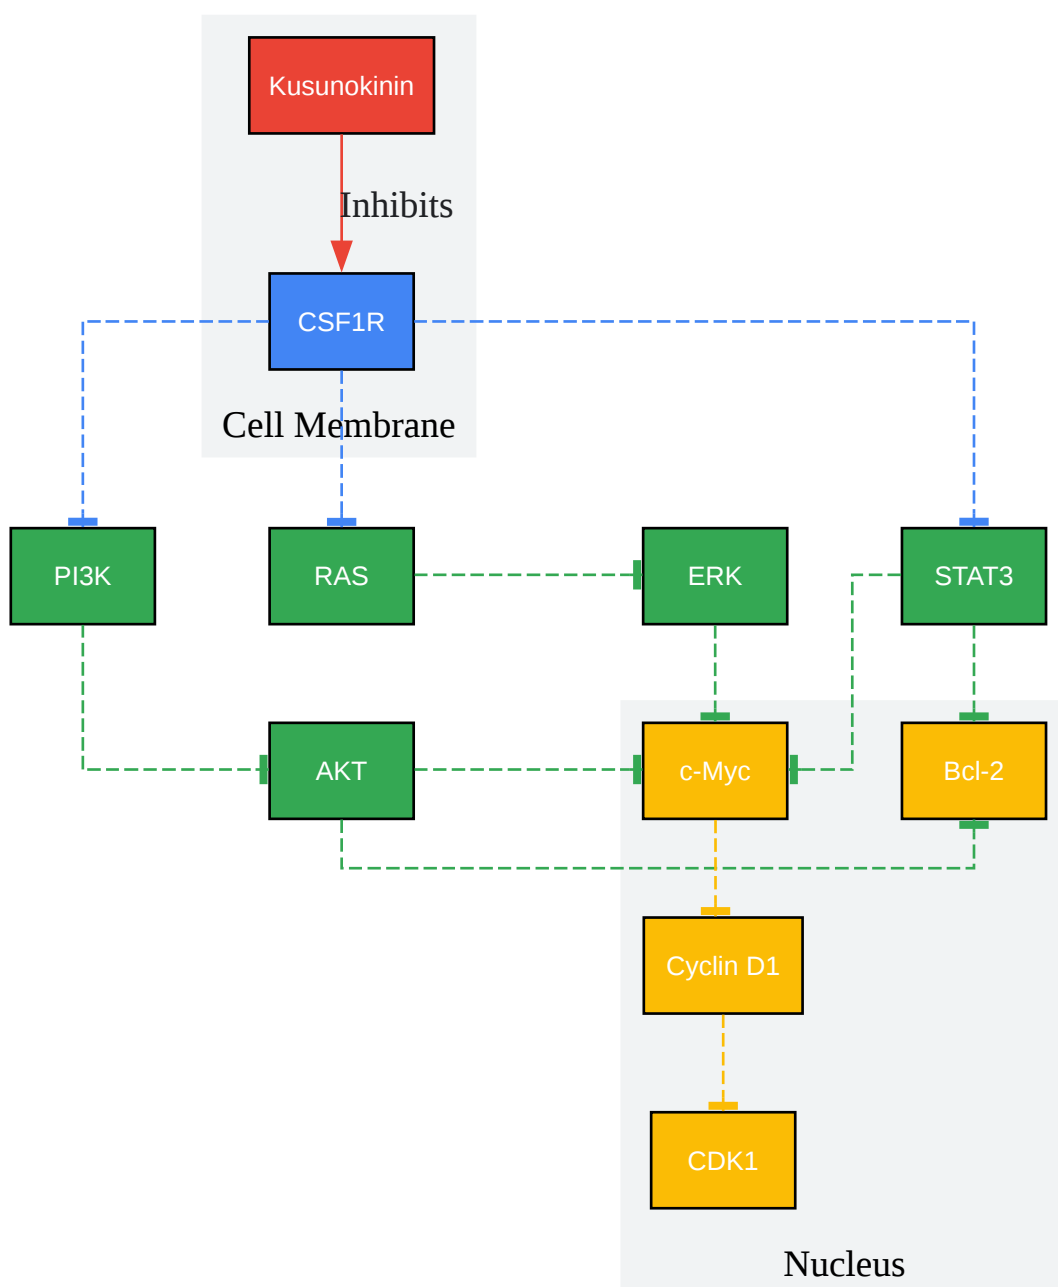 Kusunokinin
Inhibits
CSF1R
Cell Membrane
PI3K
RAS
ERK
STAT3
AKT
c-Myc
Bcl-2
Cyclin D1
CDK1
Nucleus